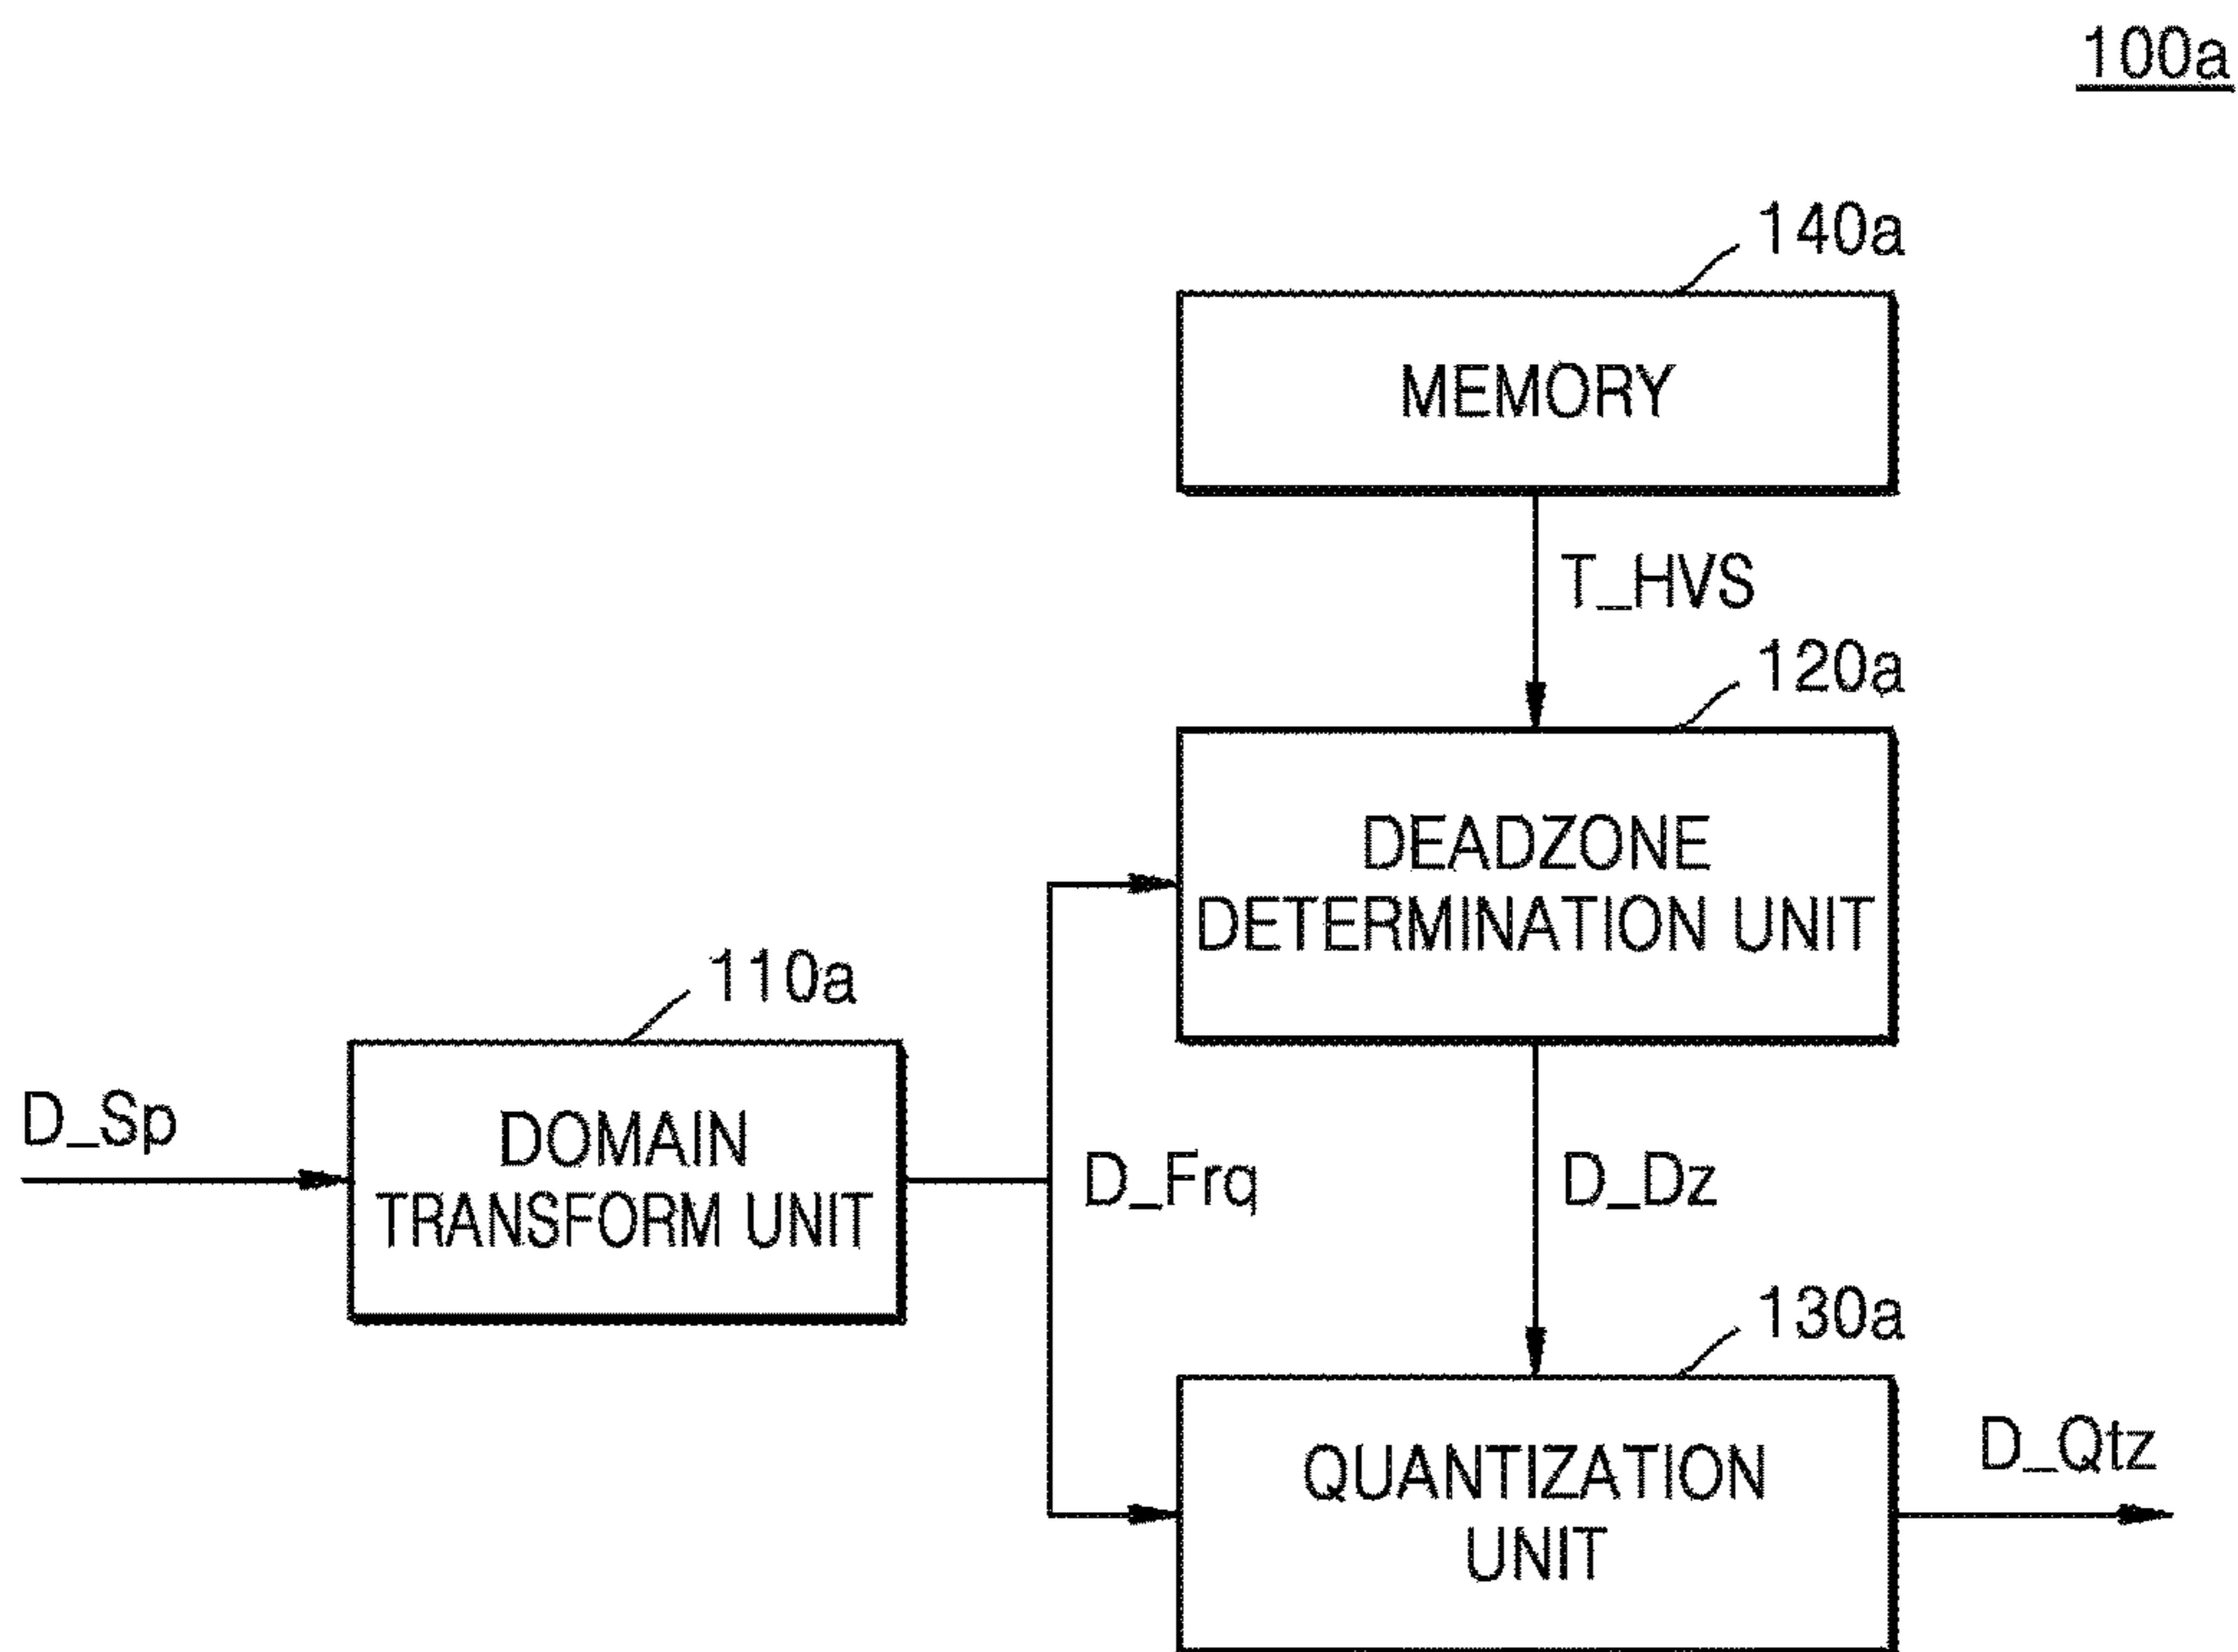 100a
140a
MEMORY
T_HVS
120a
DEADZONE
DETERMINATION UNIT
110a
D_Sp
DOMAIN
TRANSFORM UNIT
D_Frq
D_Dz
130a
QUANTIZATION
UNIT
D_Qtz